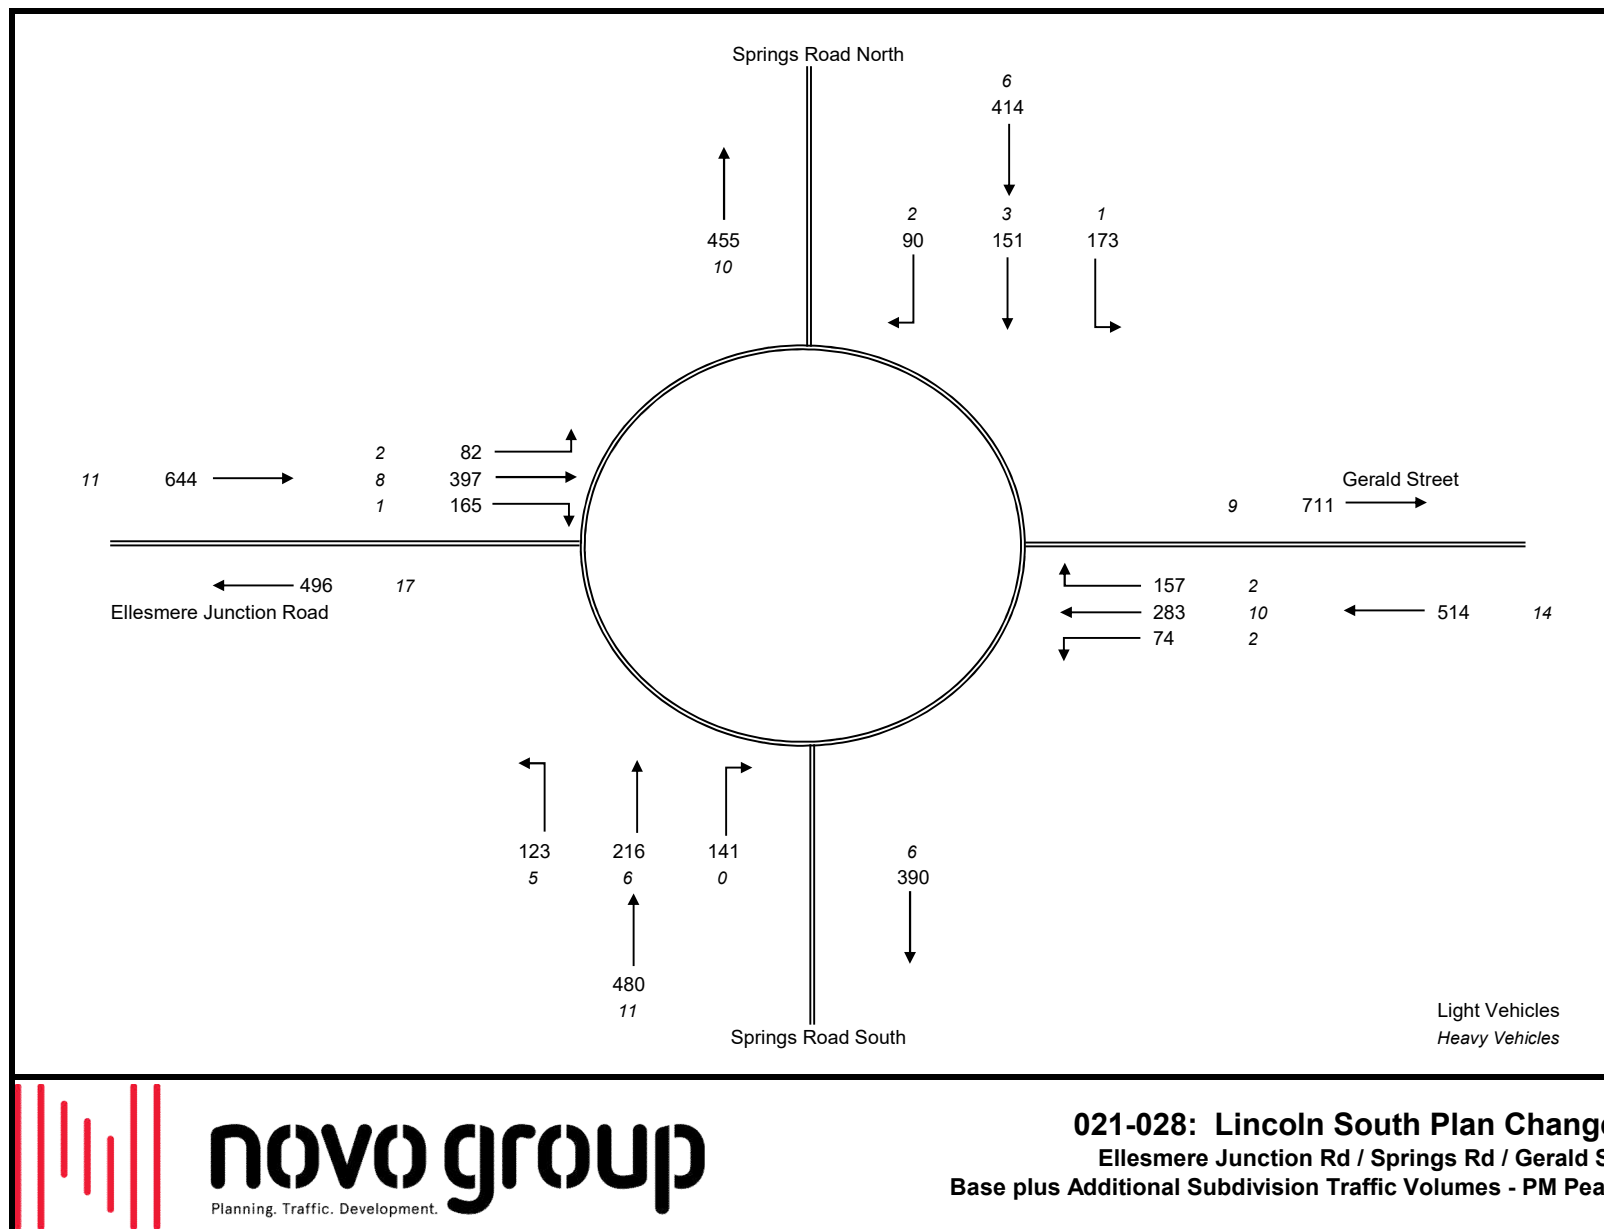 Springs Road North
6
414
2 3 1
455 90 151 173
10
2 82
11 644 8 397 Gerald Street
1 165 9 711
496 17 157 2
Ellesmere Junction Road 283 10 514 14
74 2
123 216 141 6
5 6 0 390
480
11 Light Vehicles
Springs Road South Heavy Vehicles
novo group
Planning. Traffic. Development.
021-028: Lincoln South Plan Change
Ellesmere Junction Rd / Springs Rd / Gerald S
Base plus Additional Subdivision Traffic Volumes - PM Pea